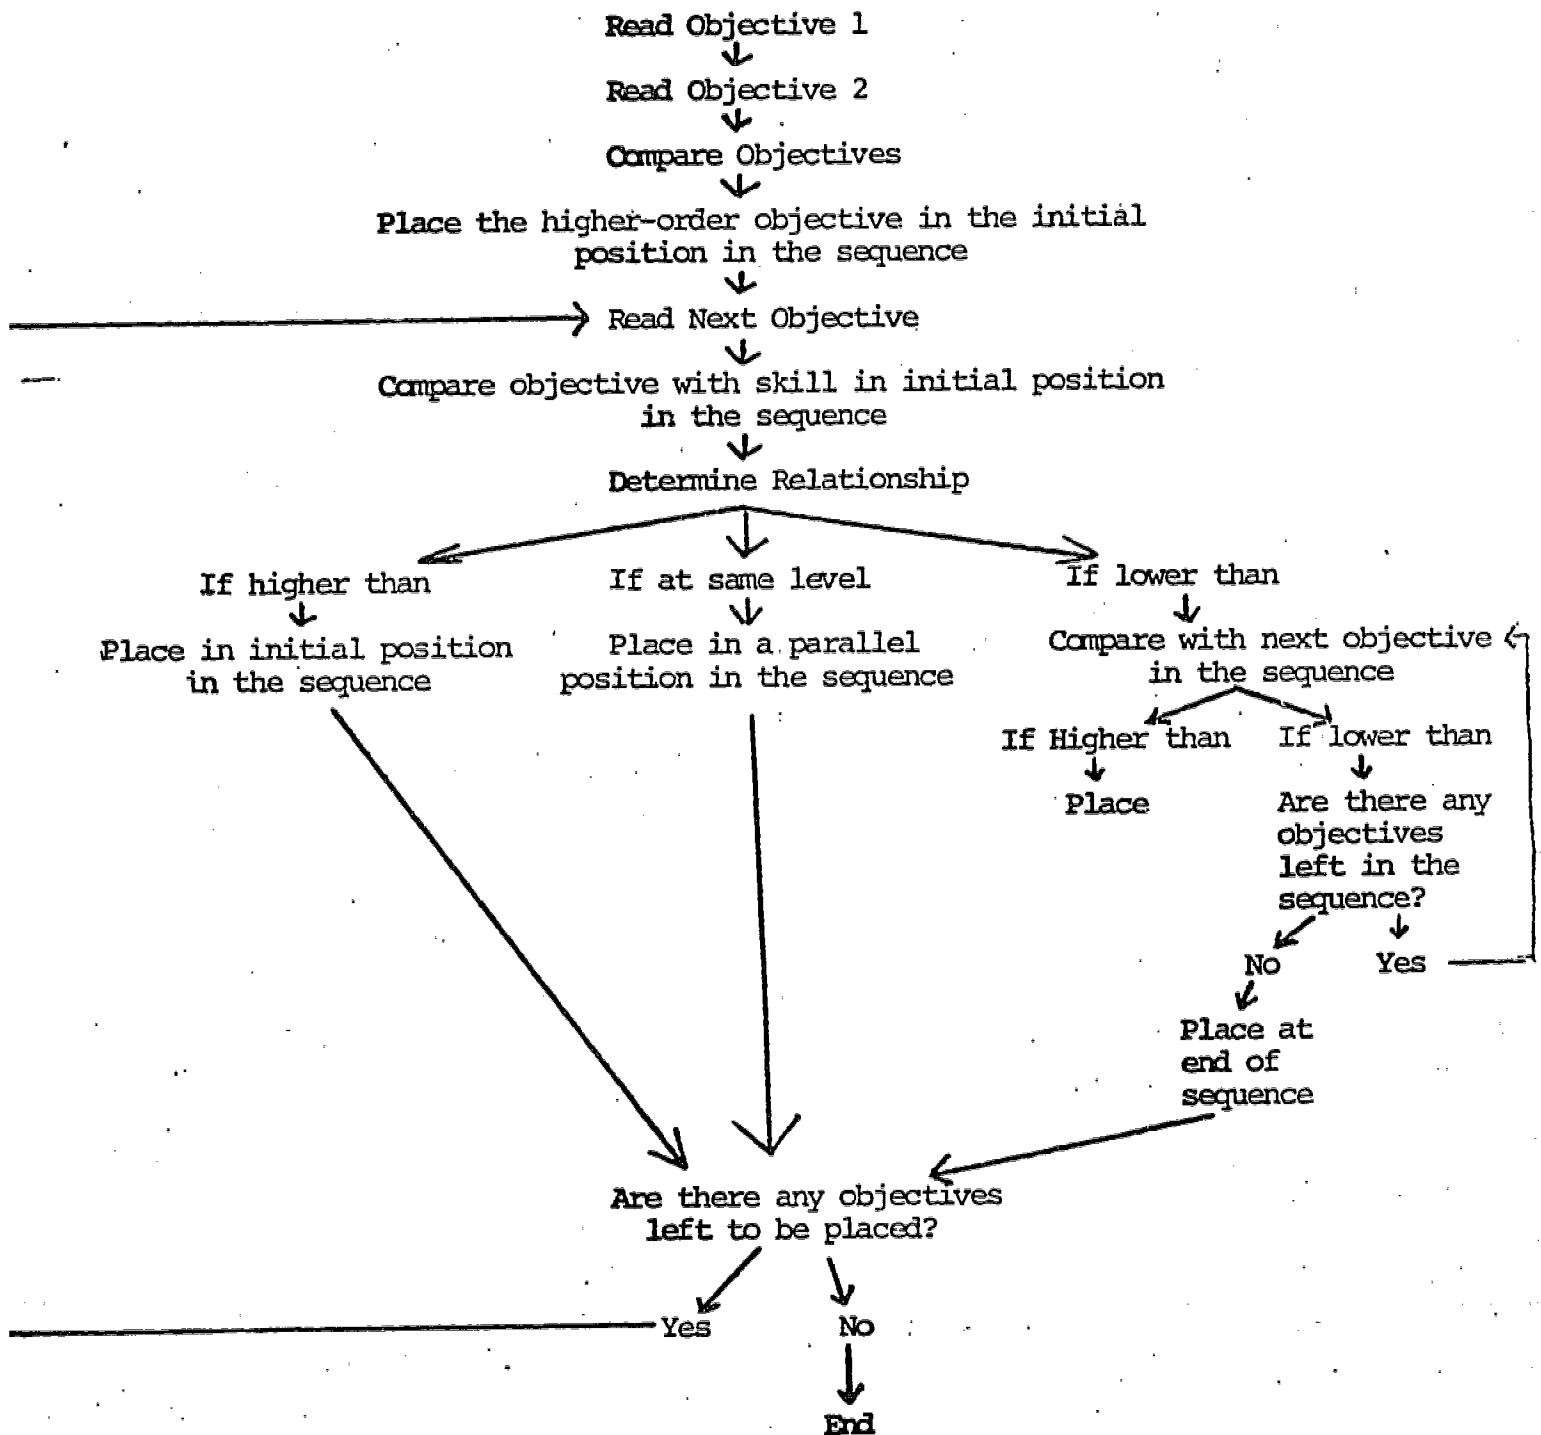 Read Objective 1
Read Objective 2
Compare Objectives
Place the higher-order objective in the initial
position in the sequence
Read Next Objective
Compare objective with skill in initial position
in the sequence
Determine Relationship
If higher than
Place in initial position
in the sequence
If at same level
Place in a parallel
position in the sequence
If lower than
Compare with next objective
in the sequence
If Higher than
Place
If lower than
Are there any
objectives
left in the
sequence?
No
Yes
Place at
end of
sequence
Are there any objectives
left to be placed?
Yes
No
End